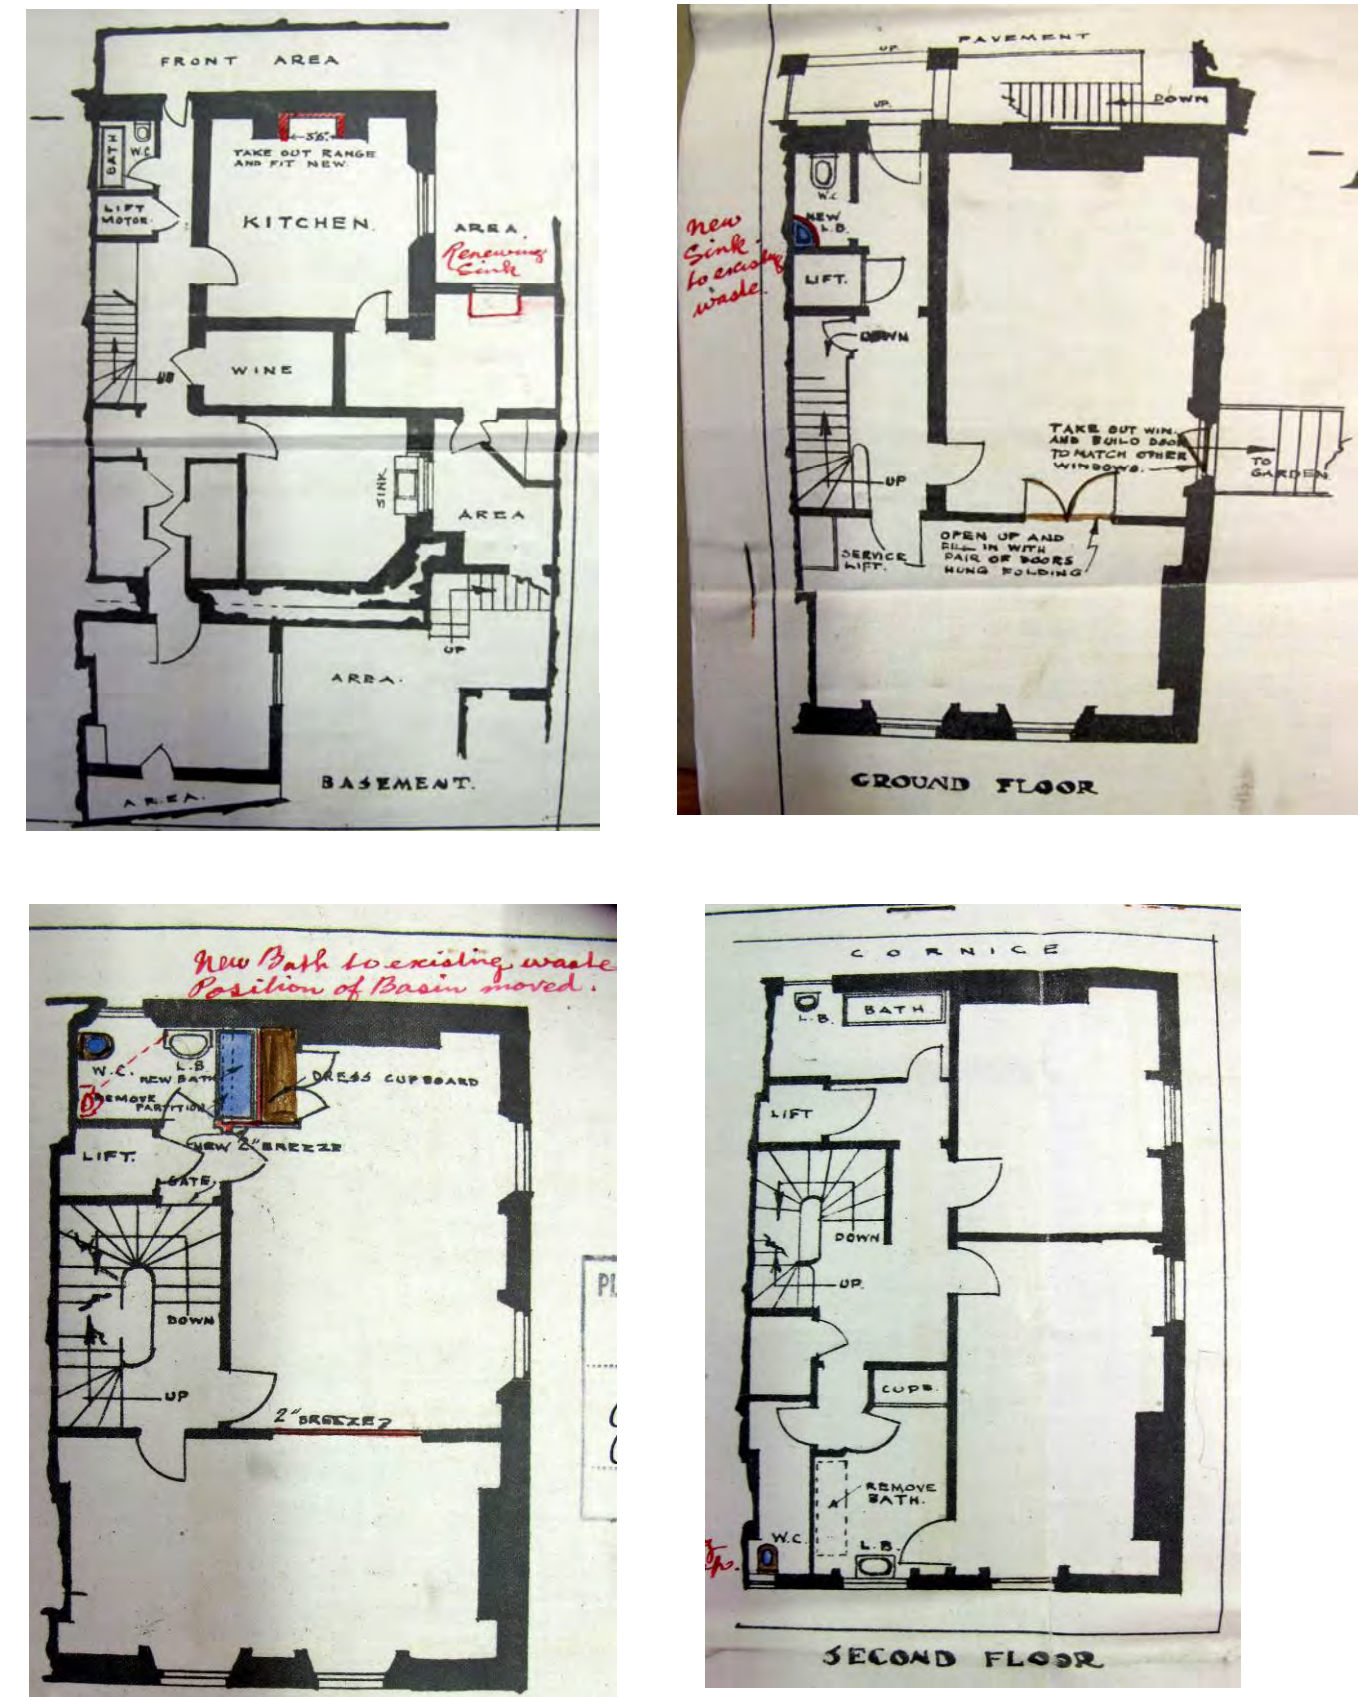 FRONT AREA
BATH
W.C.
3'6"
TAKE OUT RANGE
AND FIT NEW.
LIFT
MOTOR.
KITCHEN.
AREA.
Renewing
Sink
WINE
UP
SINK
AREA
UP
AREA.
AREA.
BASEMENT.
PAVEMENT
UP.
UP.
DOWN
W.C.
NEW
L.B.
New
Sink
to existing
waste.
LIFT.
DOWN
TAKE OUT WIN.
AND BUILD DOOR
TO MATCH OTHER
WINDOWS.
TO
GARDEN
UP
SERVICE
LIFT.
OPEN UP AND
FILL IN WITH
PAIR OF DOORS
HUNG FOLDING
GROUND FLOOR
New Bath to existing waste
Position of Basin moved.
W.C.
L.B.
NEW BATH
DRESS CUPBOARD
REMOVE
PARTITION
NEW 2" BREEZE
LIFT.
GATE
DOWN
UP
2" BREEZE
CORNICE
L.B.
BATH
LIFT
DOWN
UP.
CUPB.
REMOVE
BATH.
W.C.
L.B.
SECOND FLOOR